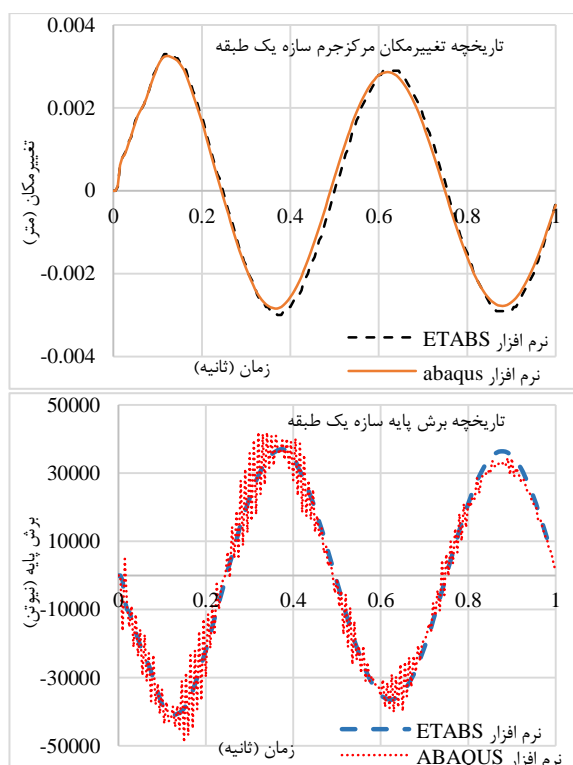 تاریخچه تغییرمکان مرکزجرم سازه یک طبقه
0.004
0.002
0
-0.002
-0.004
تغییرمکان (متر)
0 0.2 0.4 0.6 0.8 1
زمان (ثانیه)
نرم افزار ETABS
نرم افزار abaqus
تاریخچه برش پایه سازه یک طبقه
50000
30000
10000
-10000
-30000
-50000
برش پایه (نیوتن)
0 0.2 0.4 0.6 0.8 1
زمان (ثانیه)
نرم افزار ETABS
نرم افزار ABAQUS